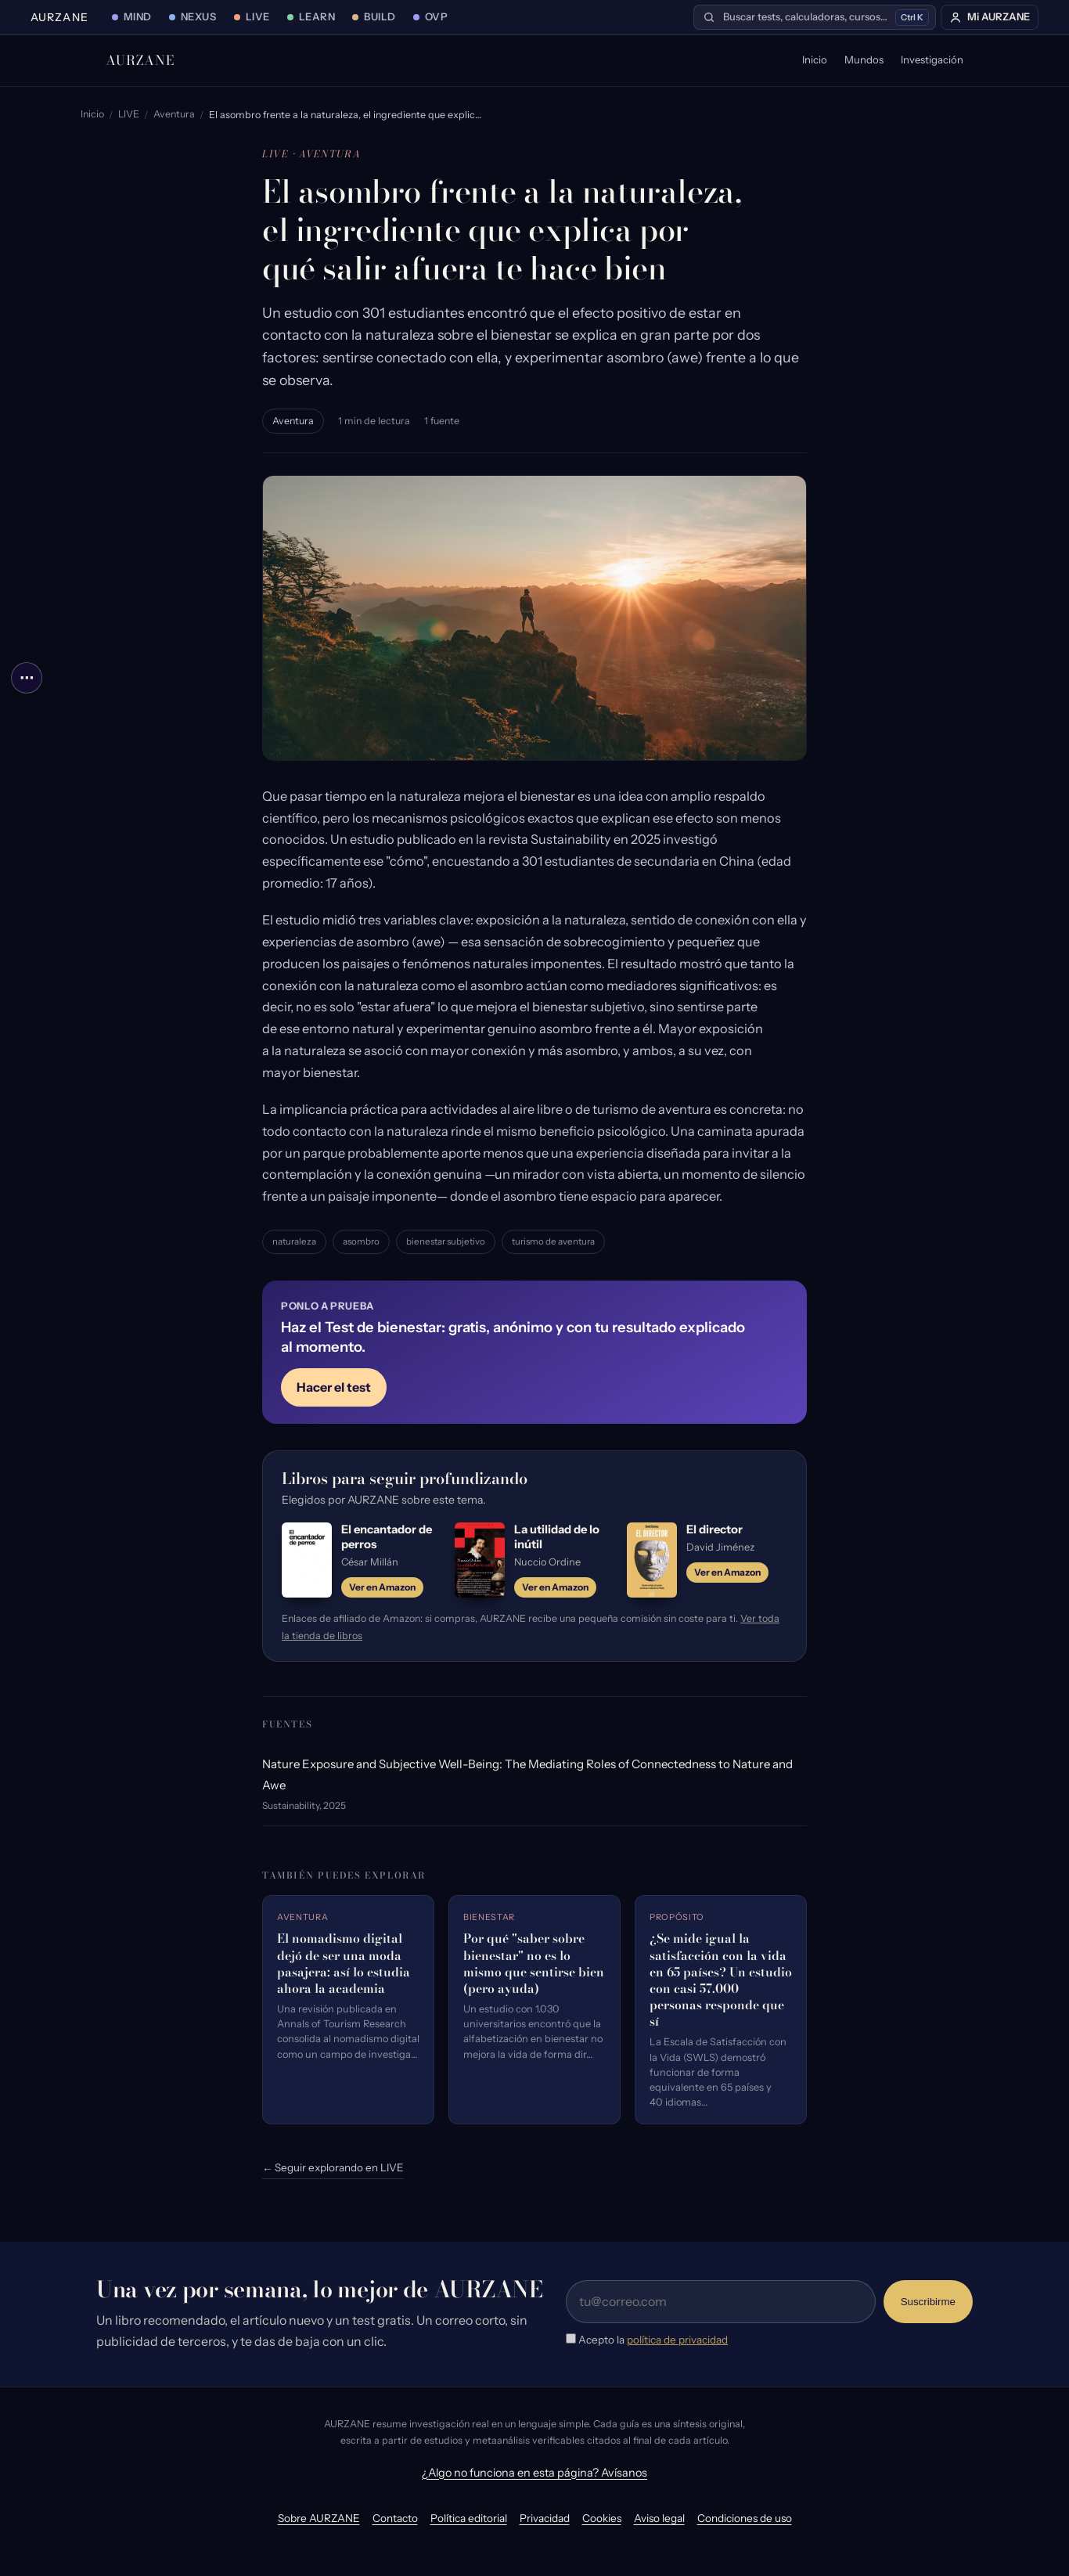 AURZANE MIND NEXUS LIVE LEARN BUILD OVP Buscar tests, calculadoras, cursos... Ctrl K Mi AURZANE
AURZANE Inicio Mundos Investigación
Inicio / LIVE / Aventura / El asombro frente a la naturaleza, el ingrediente que explic...
LIVE · AVENTURA
El asombro frente a la naturaleza,
el ingrediente que explica por
qué salir afuera te hace bien
Un estudio con 301 estudiantes encontró que el efecto positivo de estar en
contacto con la naturaleza sobre el bienestar se explica en gran parte por dos
factores: sentirse conectado con ella, y experimentar asombro (awe) frente a lo que
se observa.
Aventura 1 min de lectura 1 fuente
Que pasar tiempo en la naturaleza mejora el bienestar es una idea con amplio respaldo
científico, pero los mecanismos psicológicos exactos que explican ese efecto son menos
conocidos. Un estudio publicado en la revista Sustainability en 2025 investigó
específicamente ese "cómo", encuestando a 301 estudiantes de secundaria en China (edad
promedio: 17 años).
El estudio midió tres variables clave: exposición a la naturaleza, sentido de conexión con ella y
experiencias de asombro (awe) — esa sensación de sobrecogimiento y pequeñez que
producen los paisajes o fenómenos naturales imponentes. El resultado mostró que tanto la
conexión con la naturaleza como el asombro actúan como mediadores significativos: es
decir, no es solo "estar afuera" lo que mejora el bienestar subjetivo, sino sentirse parte
de ese entorno natural y experimentar genuino asombro frente a él. Mayor exposición
a la naturaleza se asoció con mayor conexión y más asombro, y ambos, a su vez, con
mayor bienestar.
La implicancia práctica para actividades al aire libre o de turismo de aventura es concreta: no
todo contacto con la naturaleza rinde el mismo beneficio psicológico. Una caminata apurada
por un parque probablemente aporte menos que una experiencia diseñada para invitar a la
contemplación y la conexión genuina —un mirador con vista abierta, un momento de silencio
frente a un paisaje imponente— donde el asombro tiene espacio para aparecer.
naturaleza asombro bienestar subjetivo turismo de aventura
PONLO A PRUEBA
Haz el Test de bienestar: gratis, anónimo y con tu resultado explicado
al momento.
Hacer el test
Libros para seguir profundizando
Elegidos por AURZANE sobre este tema.
El encantador de perros
César Millán
Ver en Amazon
La utilidad de lo
inútil
Nuccio Ordine
Ver en Amazon
El director
David Jiménez
Ver en Amazon
Enlaces de afiliado de Amazon: si compras, AURZANE recibe una pequeña comisión sin coste para ti. Ver toda
la tienda de libros
FUENTES
Nature Exposure and Subjective Well-Being: The Mediating Roles of Connectedness to Nature and
Awe
Sustainability, 2025
TAMBIÉN PUEDES EXPLORAR
AVENTURA
El nomadismo digital
dejó de ser una moda
pasajera: así lo estudia
ahora la academia
Una revisión publicada en
Annals of Tourism Research
consolida al nomadismo digital
como un campo de investiga...
BIENESTAR
Por qué "saber sobre
bienestar" no es lo
mismo que sentirse bien
(pero ayuda)
Un estudio con 1.030
universitarios encontró que la
alfabetización en bienestar no
mejora la vida de forma dir...
PROPÓSITO
¿Se mide igual la
satisfacción con la vida
en 65 países? Un estudio
con casi 57.000
personas responde que
sí
La Escala de Satisfacción con
la Vida (SWLS) demostró
funcionar de forma
equivalente en 65 países y
40 idiomas...
← Seguir explorando en LIVE
Una vez por semana, lo mejor de AURZANE
Un libro recomendado, el artículo nuevo y un test gratis. Un correo corto, sin
publicidad de terceros, y te das de baja con un clic.
tu@correo.com Suscribirme
Acepto la política de privacidad
AURZANE resume investigación real en un lenguaje simple. Cada guía es una síntesis original,
escrita a partir de estudios y metaanálisis verificables citados al final de cada artículo.
¿Algo no funciona en esta página? Avísanos
Sobre AURZANE Contacto Política editorial Privacidad Cookies Aviso legal Condiciones de uso